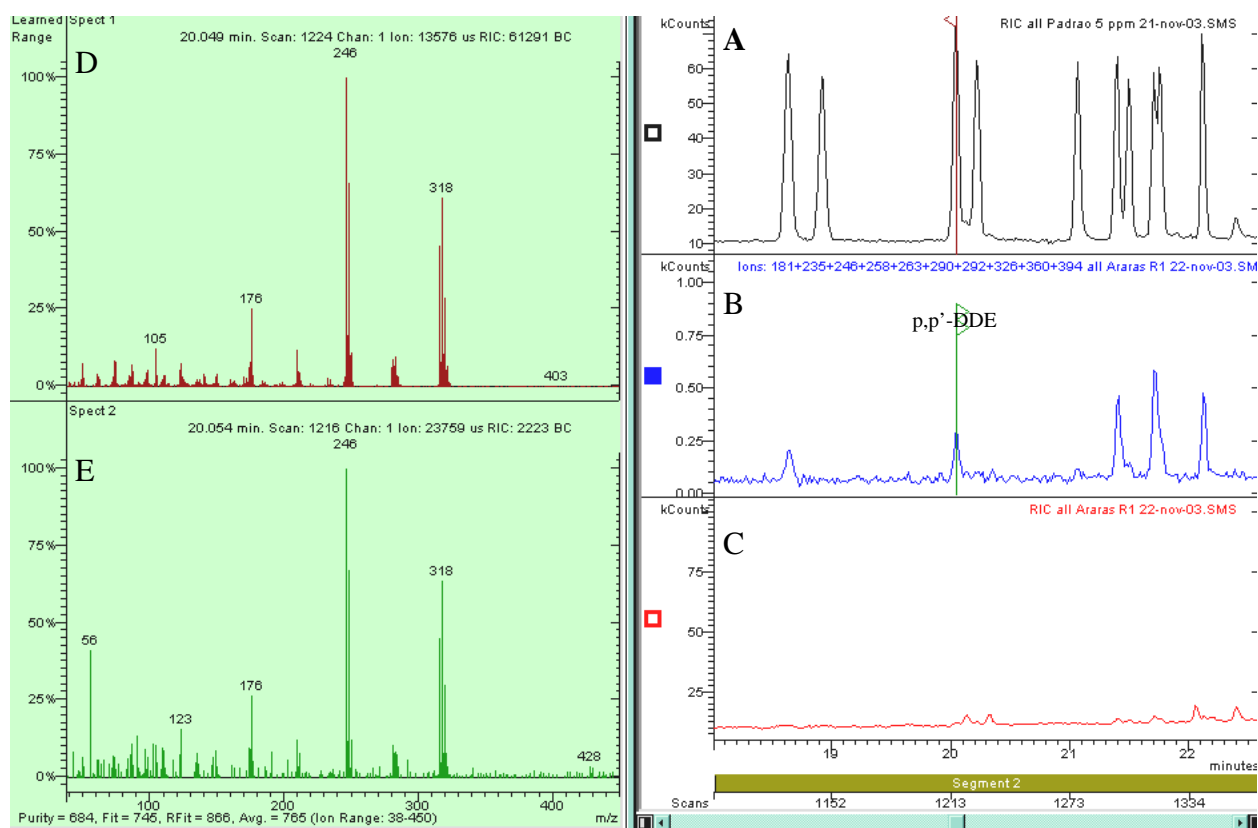 Learned Spect 1
Range
20.049 min. Scan: 1224 Chan: 1 Ion: 13576 us RIC: 61291 BC
D
246
100%
75%
318
50%
176
25%
105
403
0%
Spect 2
20.054 min. Scan: 1216 Chan: 1 Ion: 23759 us RIC: 2223 BC
246
E
100%
75%
318
50%
56
176
25%
123
428
0%
100
200
300
400
Purity = 684, Fit = 745, RFit = 866, Avg. = 765 (Ion Range: 38-450)
m/z
kCounts
RIC all Padrao 5 ppm 21-nov-03.SMS
A
60
50
40
30
20
10
kCounts
Ions: 181+235+246+258+263+290+292+326+360+394 all Araras R1 22-nov-03.SM
1.00
B
p,p'-DDE
0.75
0.50
0.25
0.00
kCounts
RIC all Araras R1 22-nov-03.SMS
C
75
50
25
19
20
21
22
minutes
Segment 2
Scans
1152
1213
1273
1334